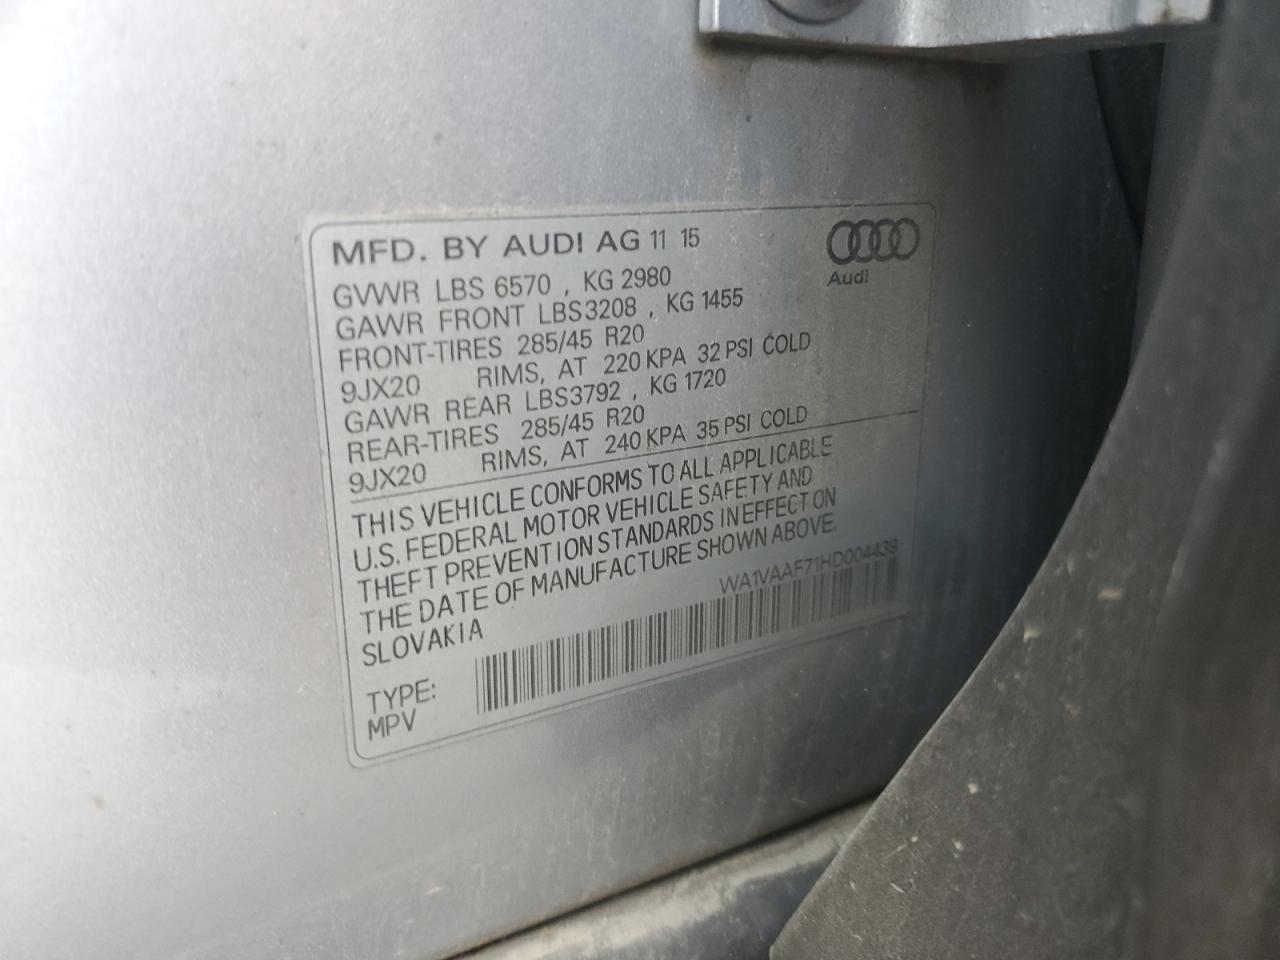 MFD. BY AUDI AG 11 15
Audi
GVWR LBS 6570 , KG 2980
GAWR FRONT LBS3208 , KG 1455
FRONT-TIRES 285/45 R20
9JX20 RIMS, AT 220 KPA 32 PSI COLD
GAWR REAR LBS3792 , KG 1720
REAR-TIRES 285/45 R20
9JX20 RIMS, AT 240 KPA 35 PSI COLD
THIS VEHICLE CONFORMS TO ALL APPLICABLE
U.S. FEDERAL MOTOR VEHICLE SAFETY AND
THEFT PREVENTION STANDARDS IN EFFECT ON
THE DATE OF MANUFACTURE SHOWN ABOVE.
SLOVAKIA
WA1VAAF71HD004439
TYPE:
MPV